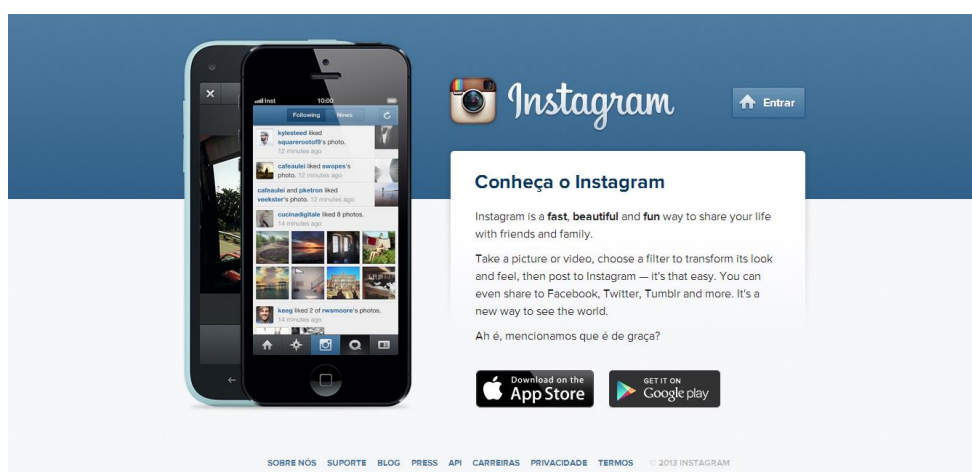 Inst 10:00
Following News
kylesteed liked
squarerootof9's photo.
12 minutes ago
cafeaulei liked swopes's
photo. 12 minutes ago
cafeaulei and pketron liked
veekster's photo. 12 minutes ago
cucinadigitale liked 8 photos.
14 minutes ago
keeg liked 2 of rwsmoore's photos.
14 minutes ago
Instagram
Entrar
Conheça o Instagram
Instagram is a fast, beautiful and fun way to share your life
with friends and family.
Take a picture or video, choose a filter to transform its look
and feel, then post to Instagram — it's that easy. You can
even share to Facebook, Twitter, Tumblr and more. It's a
new way to see the world.
Ah é, mencionamos que é de graça?
Download on the
App Store
GET IT ON
Google play
SOBRE NÓS SUPORTE BLOG PRESS API CARREIRAS PRIVACIDADE TERMOS © 2013 INSTAGRAM